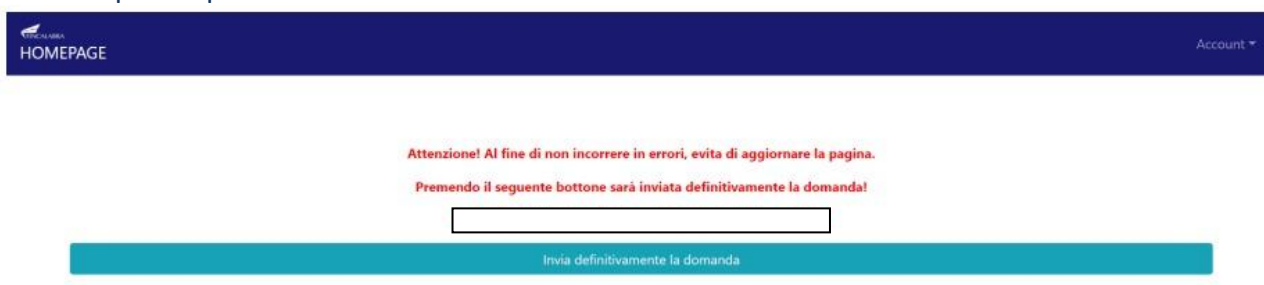 FINCALABRA
HOMEPAGE
Account
Attenzione! Al fine di non incorrere in errori, evita di aggiornare la pagina.
Premendo il seguente bottone sarà inviata definitivamente la domanda!
Invia definitivamente la domanda